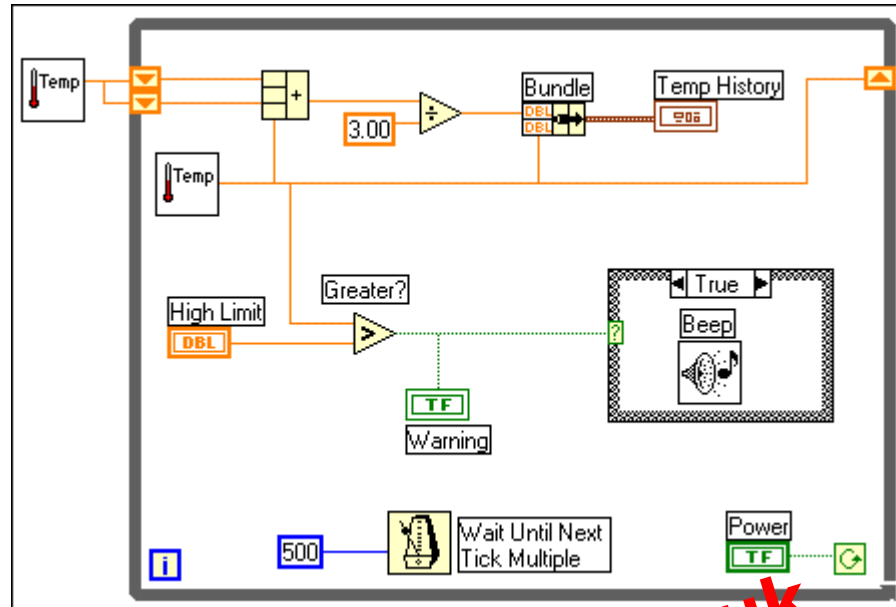 Temp
+
÷
3.00
Bundle
DBL
DBL
Temp History
Temp
Greater?
High Limit
DBL
>
True
?
Beep
TF
Warning
500
Wait Until Next
Tick Multiple
Power
TF
i
uk